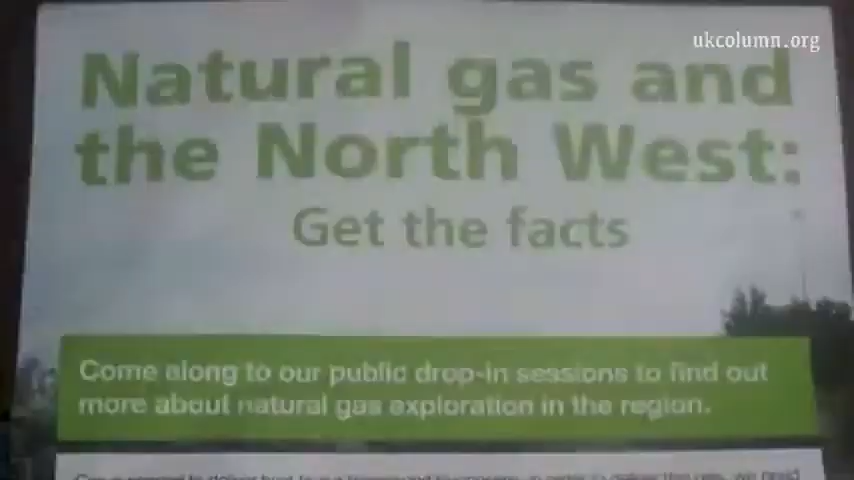 ukcolumn.org
Natural gas and
the North West:
Get the facts
Come along to our public drop-in sessions to find out
more about natural gas exploration in the region.